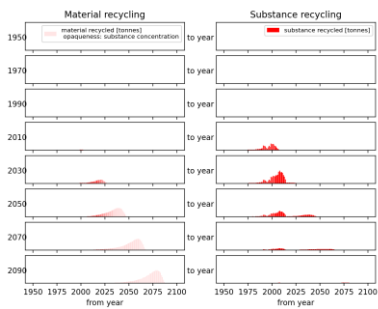 Material recycling
Substance recycling
1950
material recycled [tonnes]
opaqueness: substance concentration
to year
substance recycled [tonnes]
1970
to year
1990
to year
2010
to year
2030
to year
2050
to year
2070
to year
2090
to year
1950 1975 2000 2025 2050 2075 2100
1950 1975 2000 2025 2050 2075 2100
from year
from year